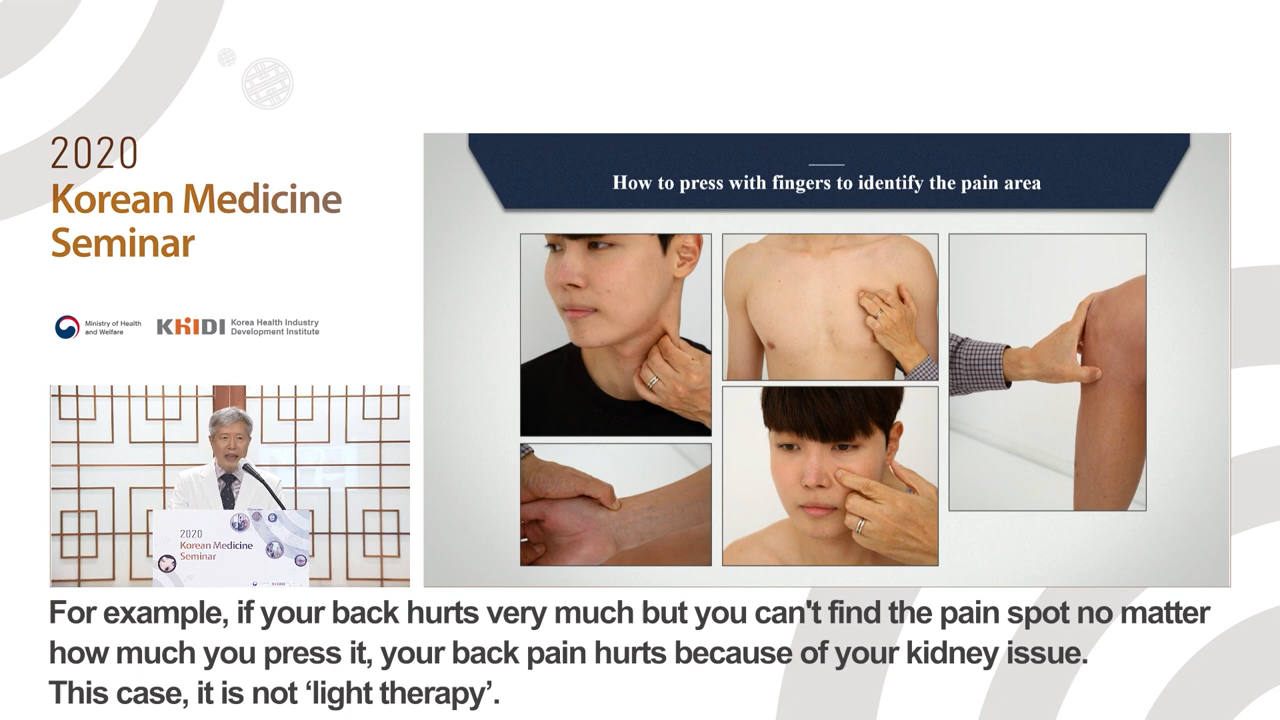 2020
Korean Medicine
Seminar
Ministry of Health
and Welfare
KHIDI
Korea Health Industry
Development Institute
How to press with fingers to identify the pain area
2020
Korean Medicine
Seminar
For example, if your back hurts very much but you can't find the pain spot no matter
how much you press it, your back pain hurts because of your kidney issue.
This case, it is not ‘light therapy’.